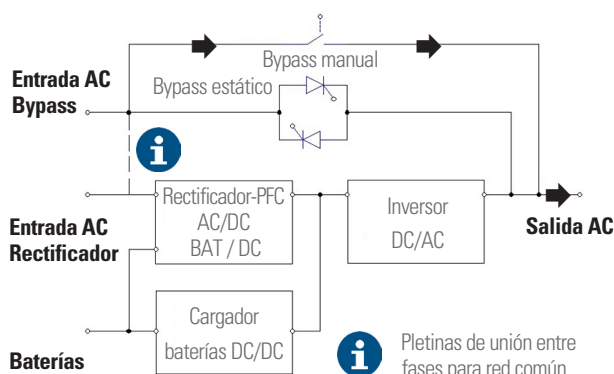 Bypass manual
Entrada AC
Bypass
Bypass estático
i
Rectificador-PFC
AC/DC
BAT / DC
Inversor
DC/AC
Entrada AC
Rectificador
Salida AC
Cargador
baterías DC/DC
Baterías
i
Pletinas de unión entre
fases para red común